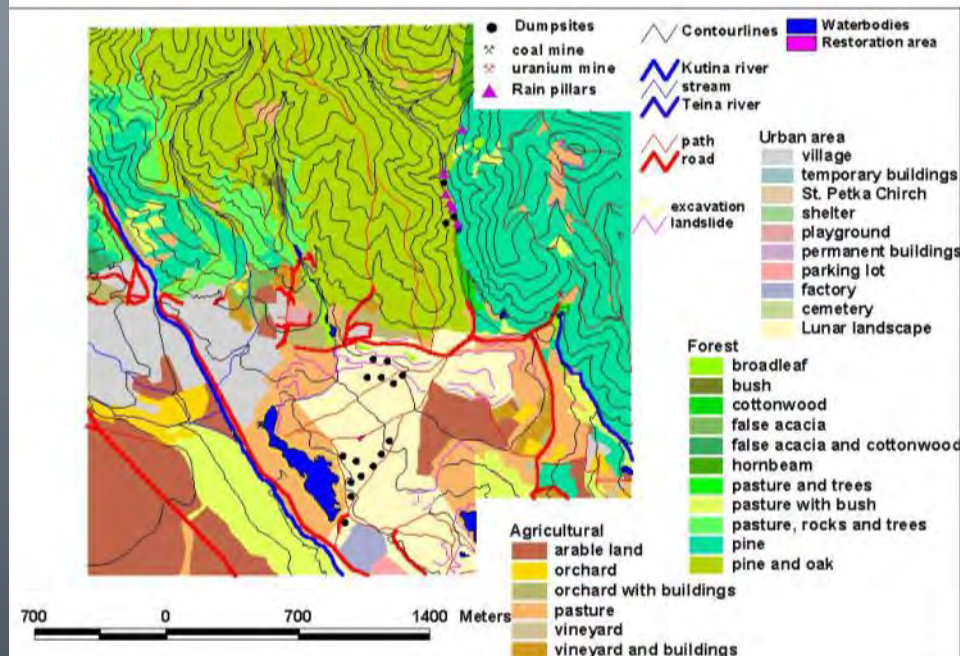 Dumpsites
coal mine
uranium mine
Rain pillars
Contourlines
Kutina river
stream
Teina river
path
road
excavation
landslide
Waterbodies
Restoration area
Urban area
village
temporary buildings
St. Petka Chirch
shelter
playground
permanent buildings
parking lot
factory
cemetery
Lunar landscape
Forest
broadleaf
bush
cottonwood
false acacia
false acacia and cottonwood
hornbeam
pasture and trees
pasture with bush
pasture, rocks and trees
pine
pine and oak
Agricultural
arable land
orchard
orchard with buildings
pasture
vineyard
vineyard and buildings
700 0 700 1400 Meters